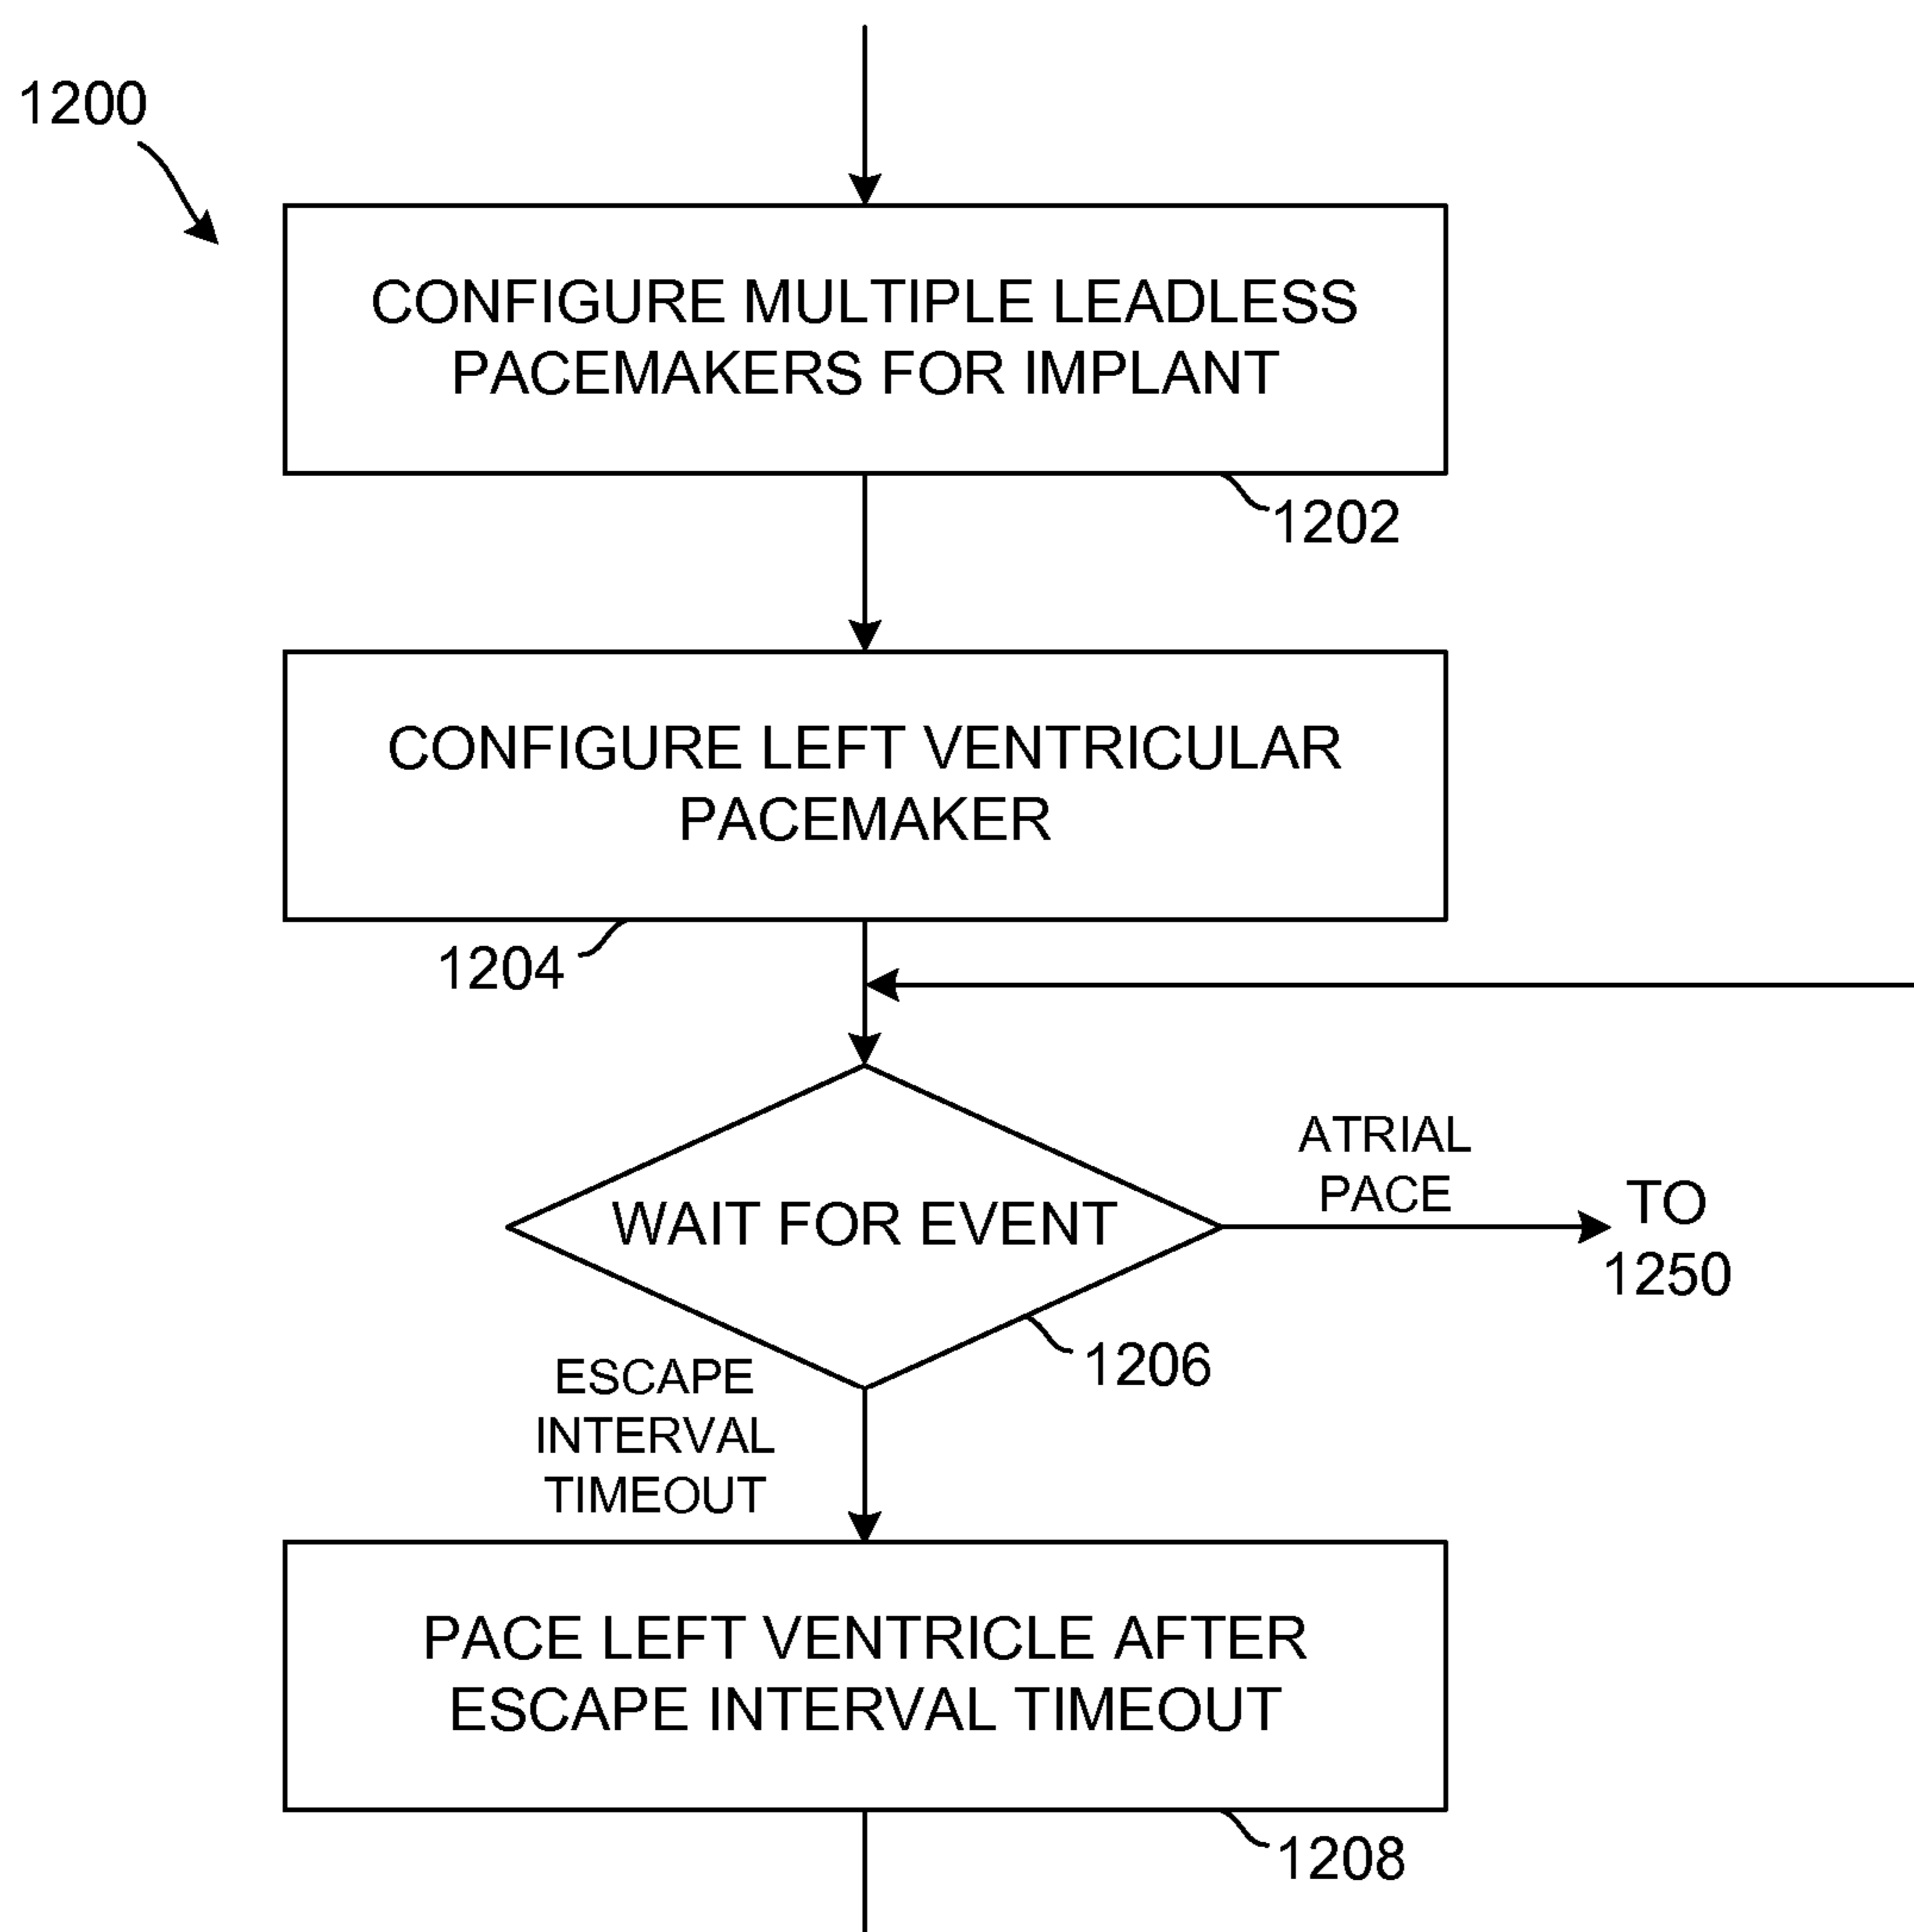 1200
CONFIGURE MULTIPLE LEADLESS
PACEMAKERS FOR IMPLANT
1202
CONFIGURE LEFT VENTRICULAR
PACEMAKER
1204
WAIT FOR EVENT
ATRIAL
PACE
TO
1250
1206
ESCAPE
INTERVAL
TIMEOUT
PACE LEFT VENTRICLE AFTER
ESCAPE INTERVAL TIMEOUT
1208